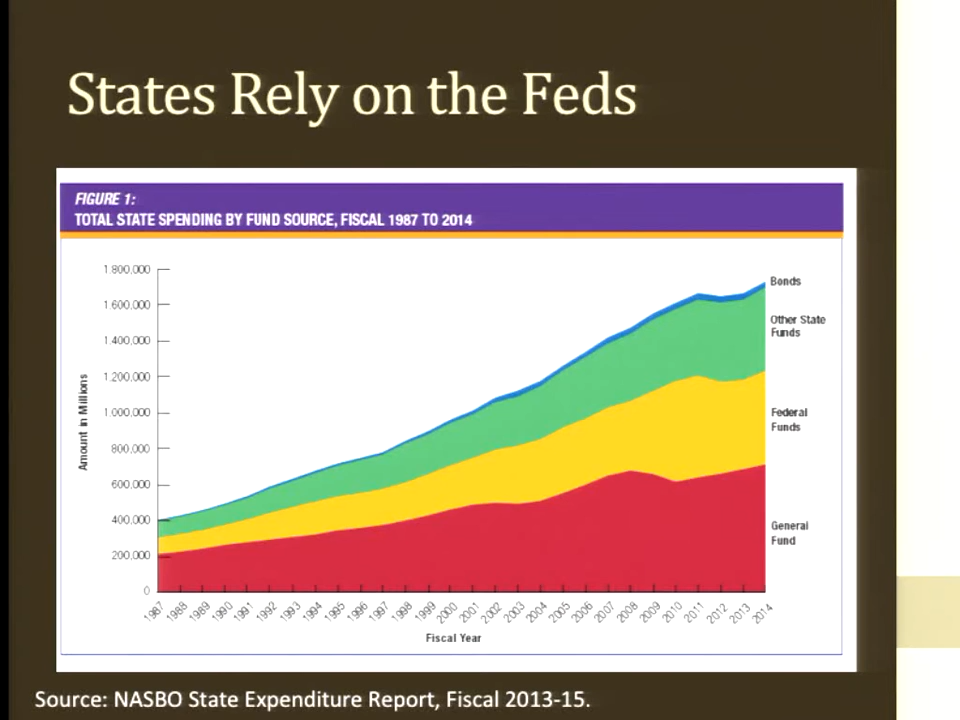 States Rely on the Feds
FIGURE 1:
TOTAL STATE SPENDING BY FUND SOURCE, FISCAL 1987 TO 2014
1.800,000
1 600,000
1.400,000
1 200,000
1 000,000
800,000
600,000
400,000
200,000
0
Amount in Millions
Bonds
Other State
Funds
Federal
Funds
General
Fund
1987 1988 1989 1990 1991 1992 1993 1994 1995 1996 1997 1998 1999 2000 2001 2002 2003 2004 2005 2006 2007 2008 2009 2010 2011 2012 2013 2014
Fiscal Year
Source: NASBO State Expenditure Report, Fiscal 2013-15.